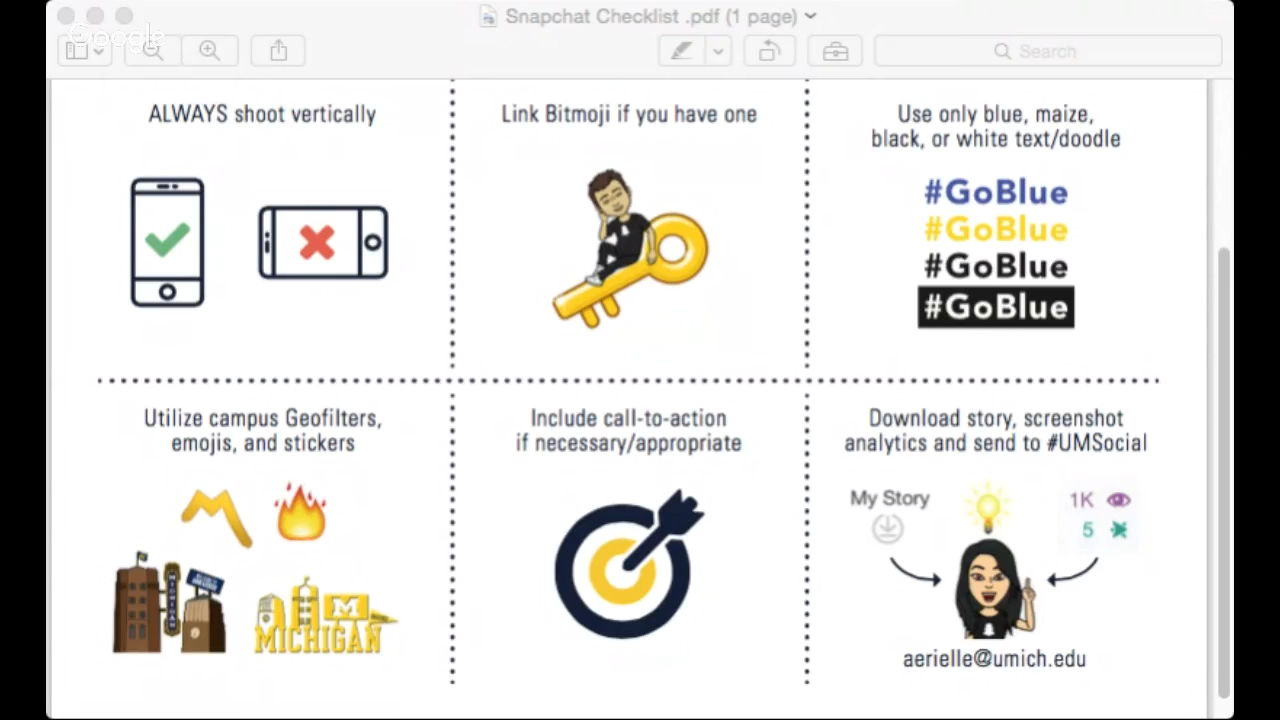 Snapchat Checklist .pdf (1 page)
Google
Search
ALWAYS shoot vertically
Link Bitmoji if you have one
Use only blue, maize,
black, or white text/doodle
#GoBlue
#GoBlue
#GoBlue
#GoBlue
Utilize campus Geofilters,
emojis, and stickers
MICHIGAN
M
MICHIGAN
Include call-to-action
if necessary/appropriate
Download story, screenshot
analytics and send to #UMSocial
My Story
1K
5
aerielle@umich.edu